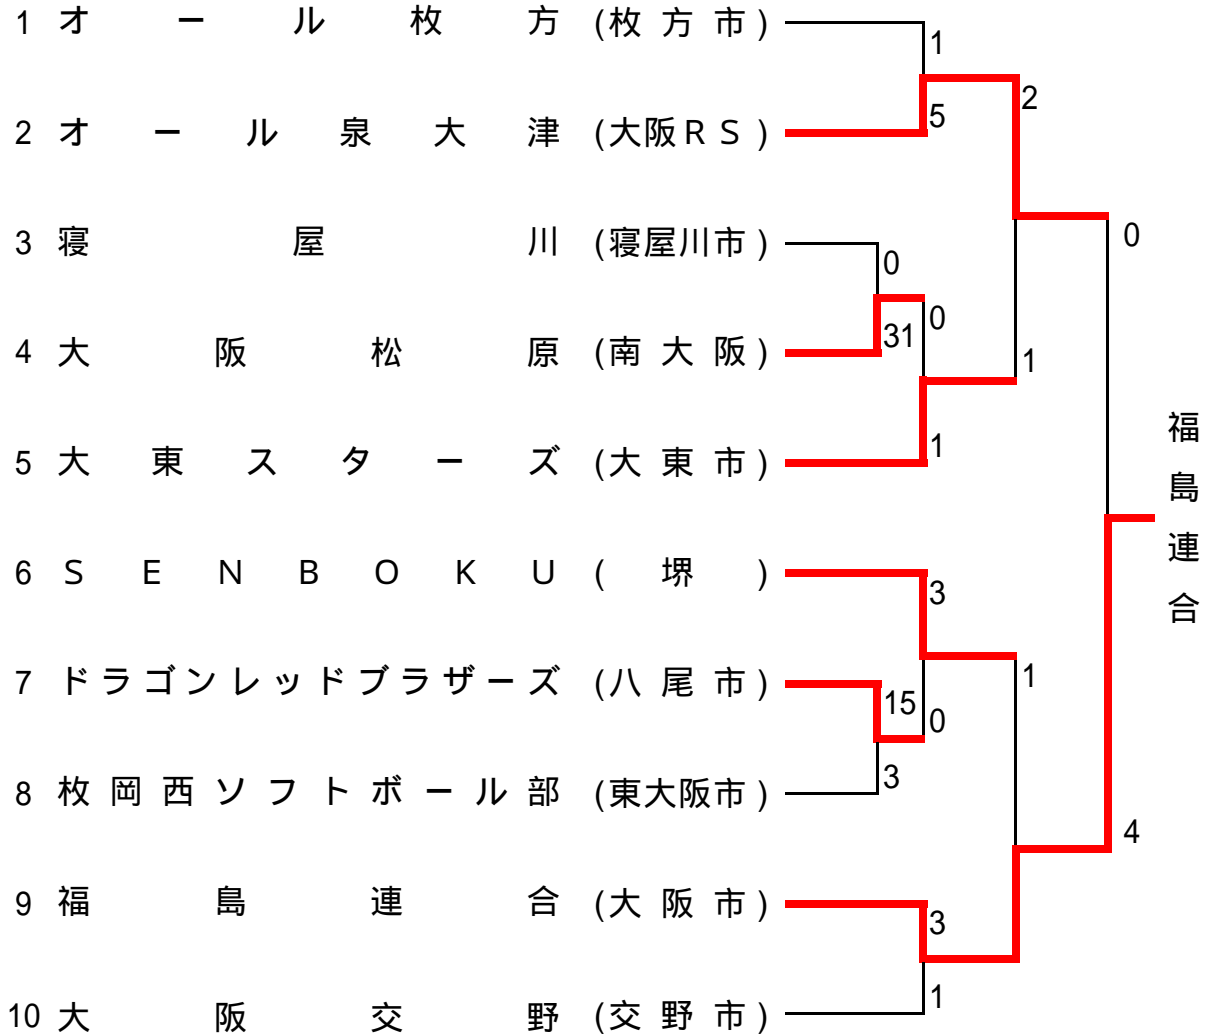 1 オール枚方 (枚方市)
1
2 オール泉大津 (大阪RS)
5
2
3 寝屋川 (寝屋川市)
0
0
0
4 大阪松原 (南大阪)
31
1
5 大東スターズ (大東市)
1
福島連合
6 SENBOKU (堺)
3
7 ドラゴンレッドブラザーズ (八尾市)
15
0
1
8 枚岡西ソフトボール部 (東大阪市)
3
4
9 福島連合 (大阪市)
3
10 大阪交野 (交野市)
1